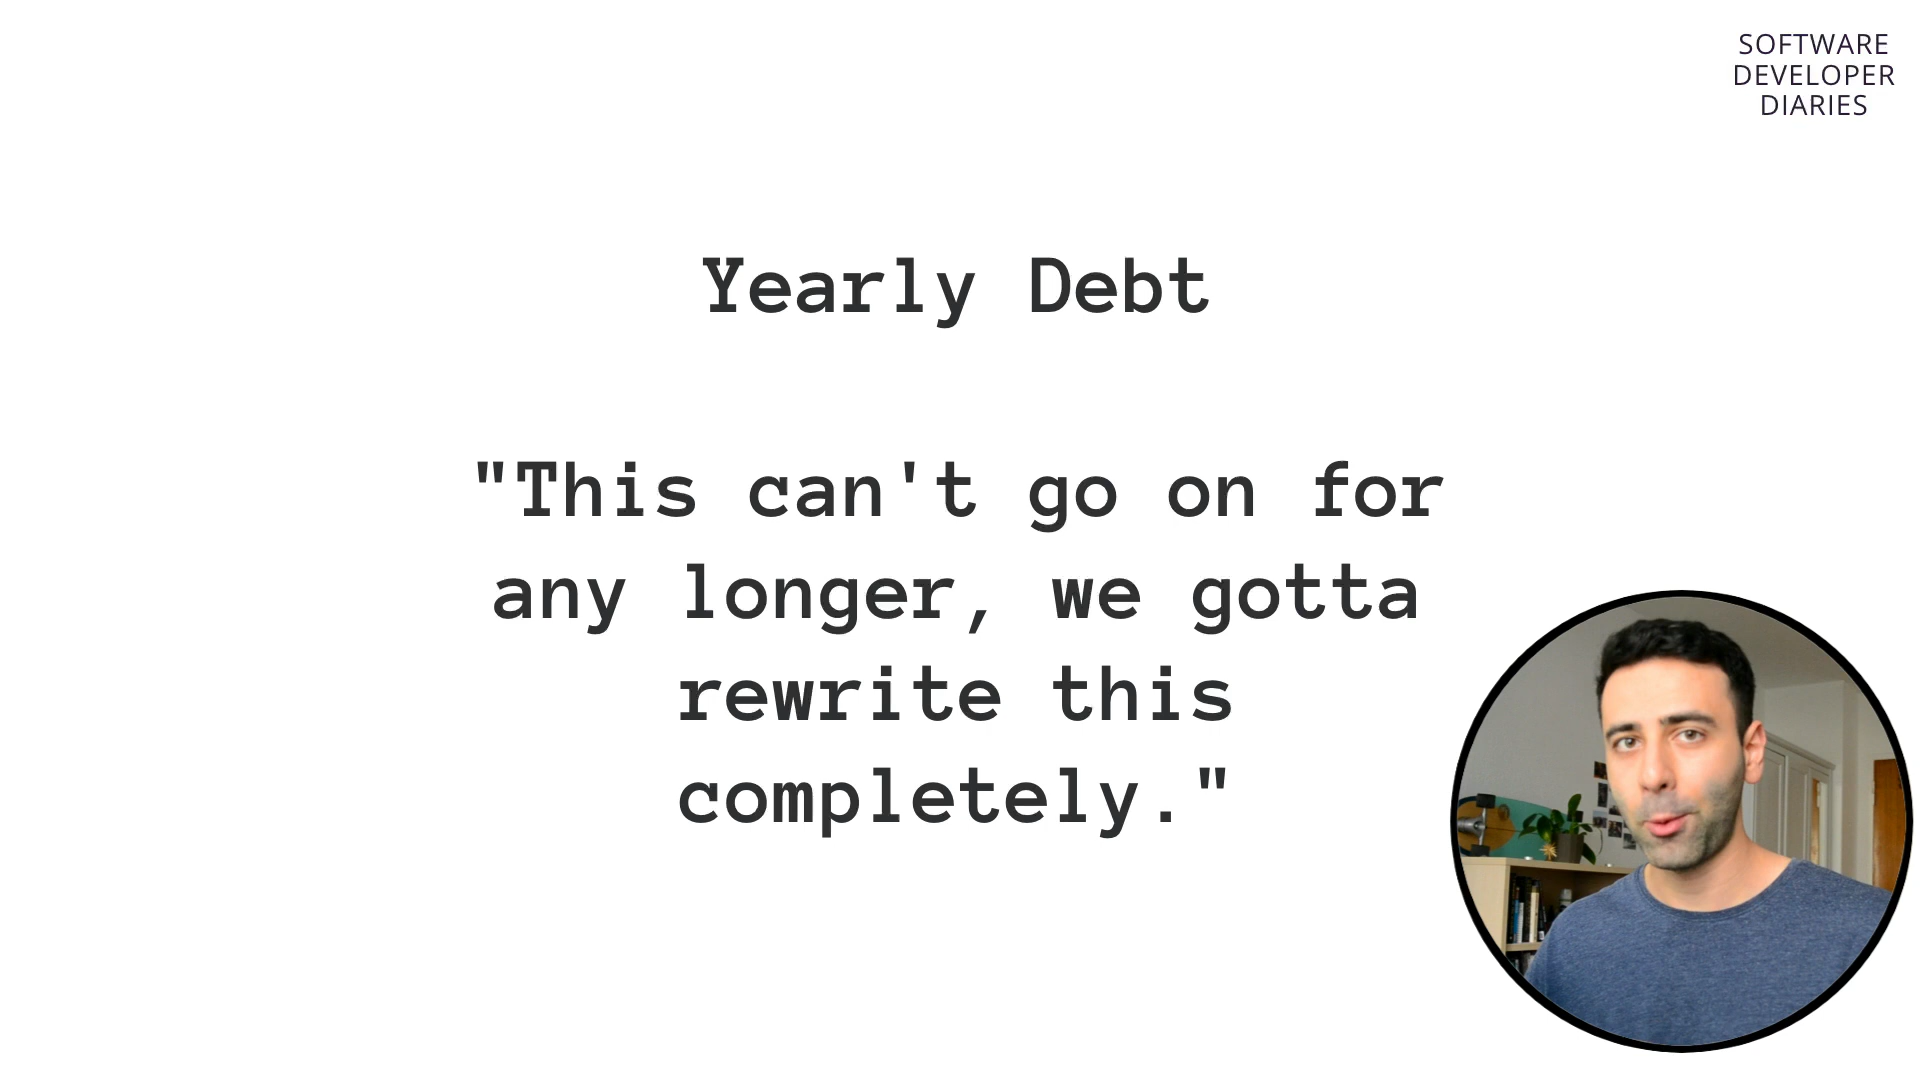 SOFTWARE
DEVELOPER
DIARIES
Yearly Debt
"This can't go on for
any longer, we gotta
rewrite this
completely."